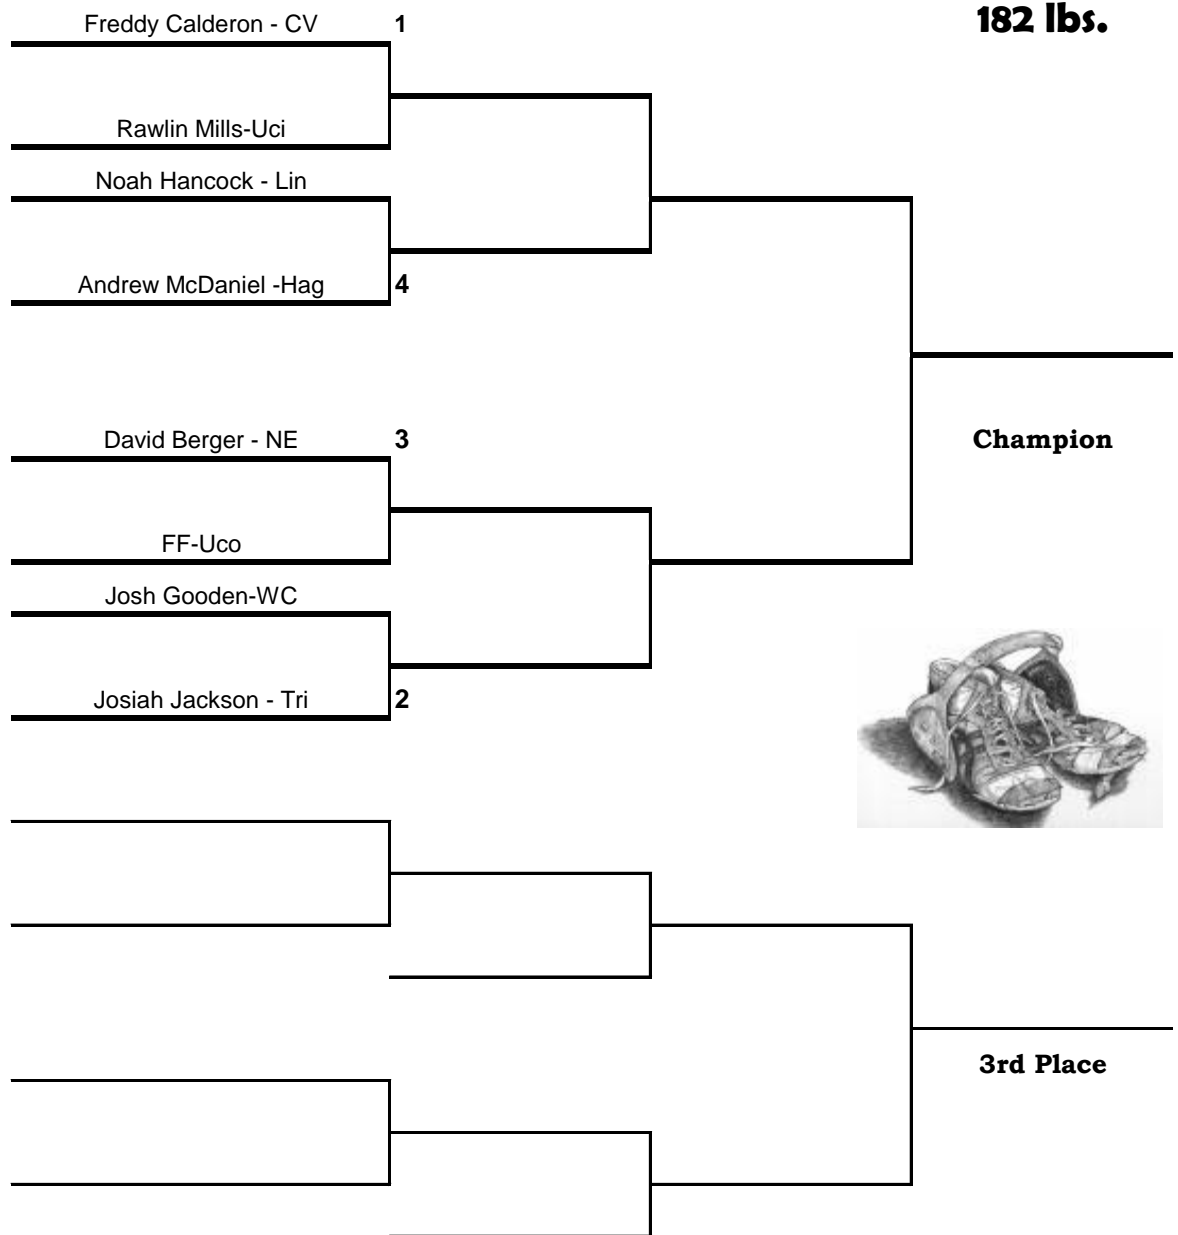 182 lbs.
Freddy Calderon - CV 1
Rawlin Mills-Uci
Noah Hancock - Lin
Andrew McDaniel -Hag 4
David Berger - NE 3
Champion
FF-Uco
Josh Gooden-WC
Josiah Jackson - Tri 2
3rd Place